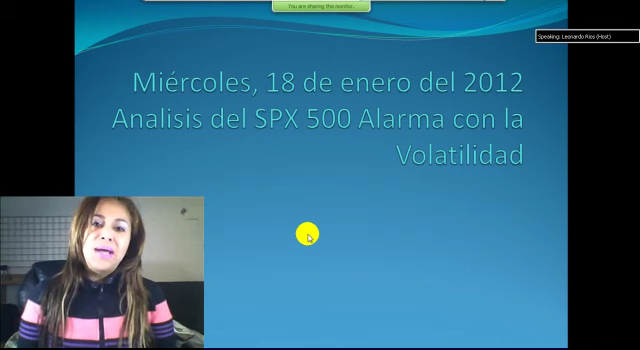 You are sharing this monitor.
Speaking: Leonardo Rios (Host)
Miércoles, 18 de enero del 2012
Analisis del SPX 500 Alarma con la
Volatilidad